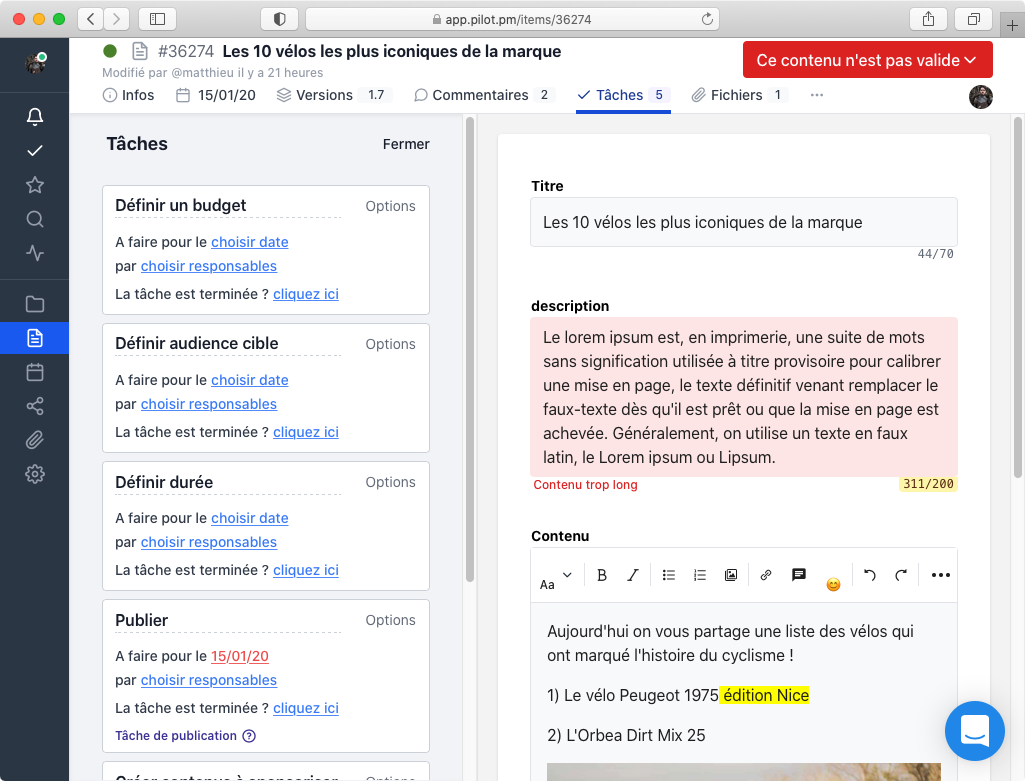 app.pilot.pm/items/36274
#36274 Les 10 vélos les plus iconiques de la marque
Modifié par @matthieu il y a 21 heures
Ce contenu n'est pas valide
Infos 15/01/20 Versions 1.7 Commentaires 2 Tâches 5 Fichiers 1
Tâches Fermer
Définir un budget Options
A faire pour le choisir date
par choisir responsables
La tâche est terminée ? cliquez ici
Définir audience cible Options
A faire pour le choisir date
par choisir responsables
La tâche est terminée ? cliquez ici
Définir durée Options
A faire pour le choisir date
par choisir responsables
La tâche est terminée ? cliquez ici
Publier Options
A faire pour le 15/01/20
par choisir responsables
La tâche est terminée ? cliquez ici
Tâche de publication ?
Créer contenus à sponsoriser Options
Titre
Les 10 vélos les plus iconiques de la marque
44/70
description
Le lorem ipsum est, en imprimerie, une suite de mots
sans signification utilisée à titre provisoire pour calibrer
une mise en page, le texte définitif venant remplacer le
faux-texte dès qu'il est prêt ou que la mise en page est
achevée. Généralement, on utilise un texte en faux
latin, le Lorem ipsum ou Lipsum.
Contenu trop long 311/200
Contenu
Aa B I
Aujourd'hui on vous partage une liste des vélos qui
ont marqué l'histoire du cyclisme !
1) Le vélo Peugeot 1975 édition Nice
2) L'Orbea Dirt Mix 25